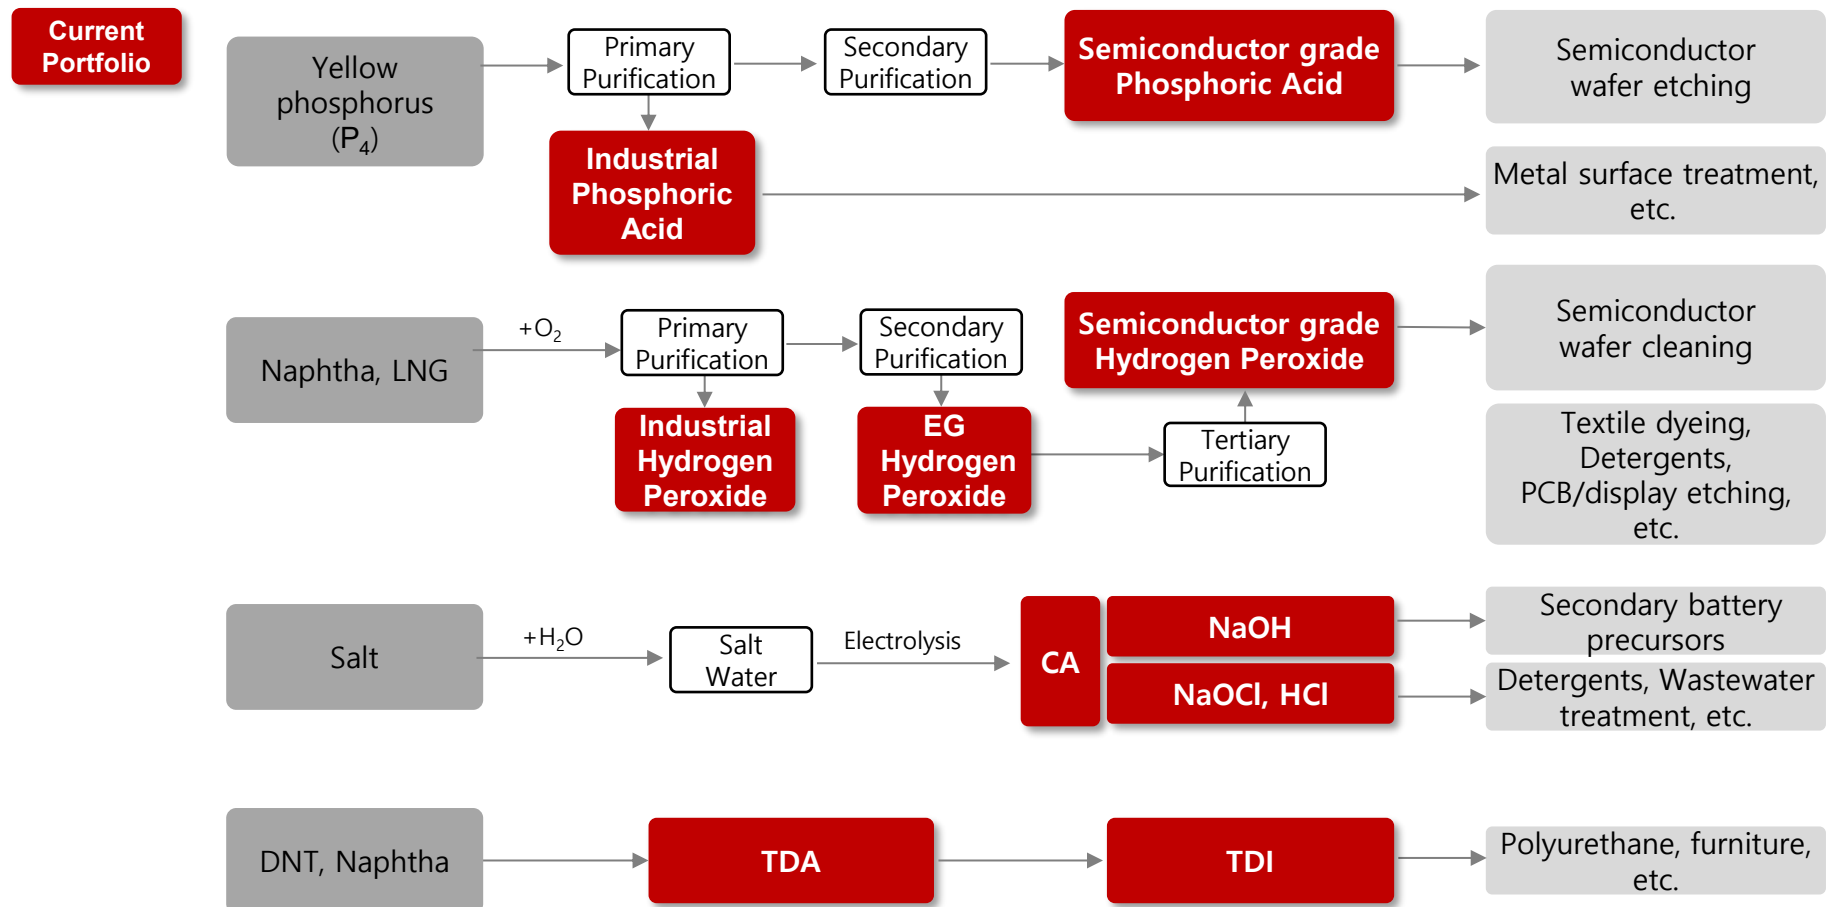 Current
Portfolio
Yellow
phosphorus
(P₄)
Primary
Purification
Secondary
Purification
Semiconductor grade
Phosphoric Acid
Semiconductor
wafer etching
Industrial
Phosphoric
Acid
Metal surface treatment,
etc.
Naphtha, LNG
+O₂
Primary
Purification
Secondary
Purification
Semiconductor grade
Hydrogen Peroxide
Semiconductor
wafer cleaning
Industrial
Hydrogen
Peroxide
EG
Hydrogen
Peroxide
Tertiary
Purification
Textile dyeing,
Detergents,
PCB/display etching,
etc.
Salt
+H₂O
Salt
Water
Electrolysis
CA
NaOH
Secondary battery
precursors
NaOCl, HCl
Detergents, Wastewater
treatment, etc.
DNT, Naphtha
TDA
TDI
Polyurethane, furniture,
etc.